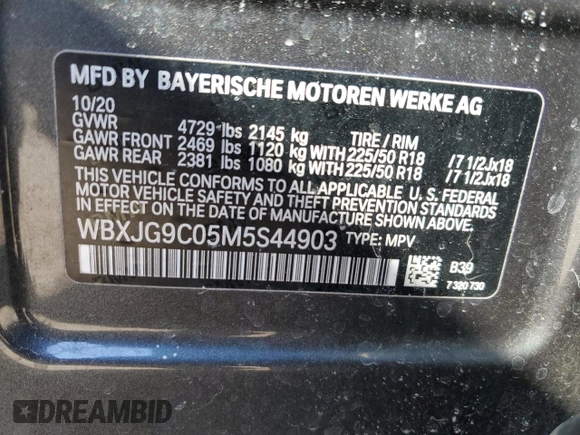 MFD BY BAYERISCHE MOTOREN WERKE AG
10/20
GVWR 4729 lbs 2145 kg TIRE / RIM
GAWR FRONT 2469 lbs 1120 kg WITH 225/50 R18 /7 1/2Jx18
GAWR REAR 2381 lbs 1080 kg WITH 225/50 R18 /7 1/2Jx18
THIS VEHICLE CONFORMS TO ALL APPLICABLE U. S. FEDERAL
MOTOR VEHICLE SAFETY AND THEFT PREVENTION STANDARDS
IN EFFECT ON THE DATE OF MANUFACTURE SHOWN ABOVE.
WBXJG9C05M5S44903 TYPE: MPV
B39
7 320 730
DREAMBID